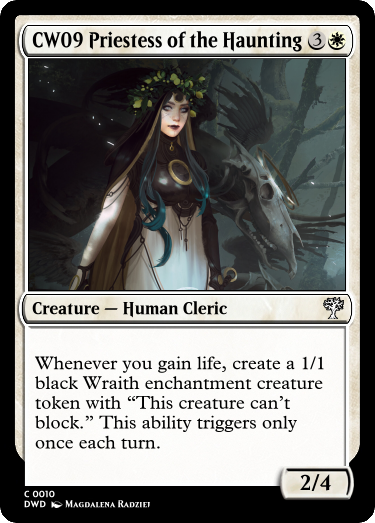 CW09 Priestess of the Haunting 3
Creature — Human Cleric
Whenever you gain life, create a 1/1
black Wraith enchantment creature
token with “This creature can’t
block.” This ability triggers only
once each turn.
2/4
C 0010
DWD Magdalena Radziej